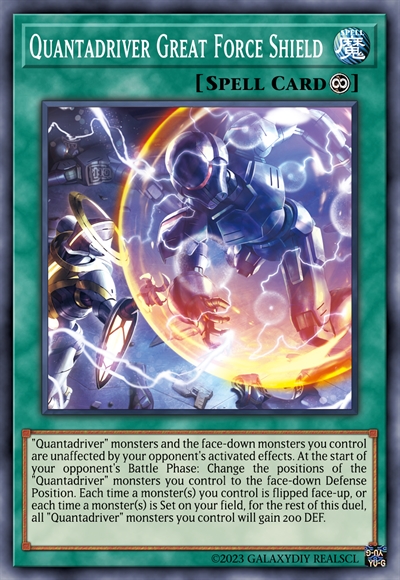 QUANTADRIVER GREAT FORCE SHIELD
SPELL
魔
[SPELL CARD]
"Quantadriver" monsters and the face-down monsters you control
are unaffected by your opponent's activated effects. At the start
of your opponent's Battle Phase: Change the positions of the
"Quantadriver" monsters you control to the face-down Defense
Position. Each time a monster(s) you control is flipped face-up, or
each time a monster(s) is Set on your field, for the rest of this duel,
all "Quantadriver" monsters you control will gain 200 DEF.
©2023 GALAXYDIY REALSCL
YU-G